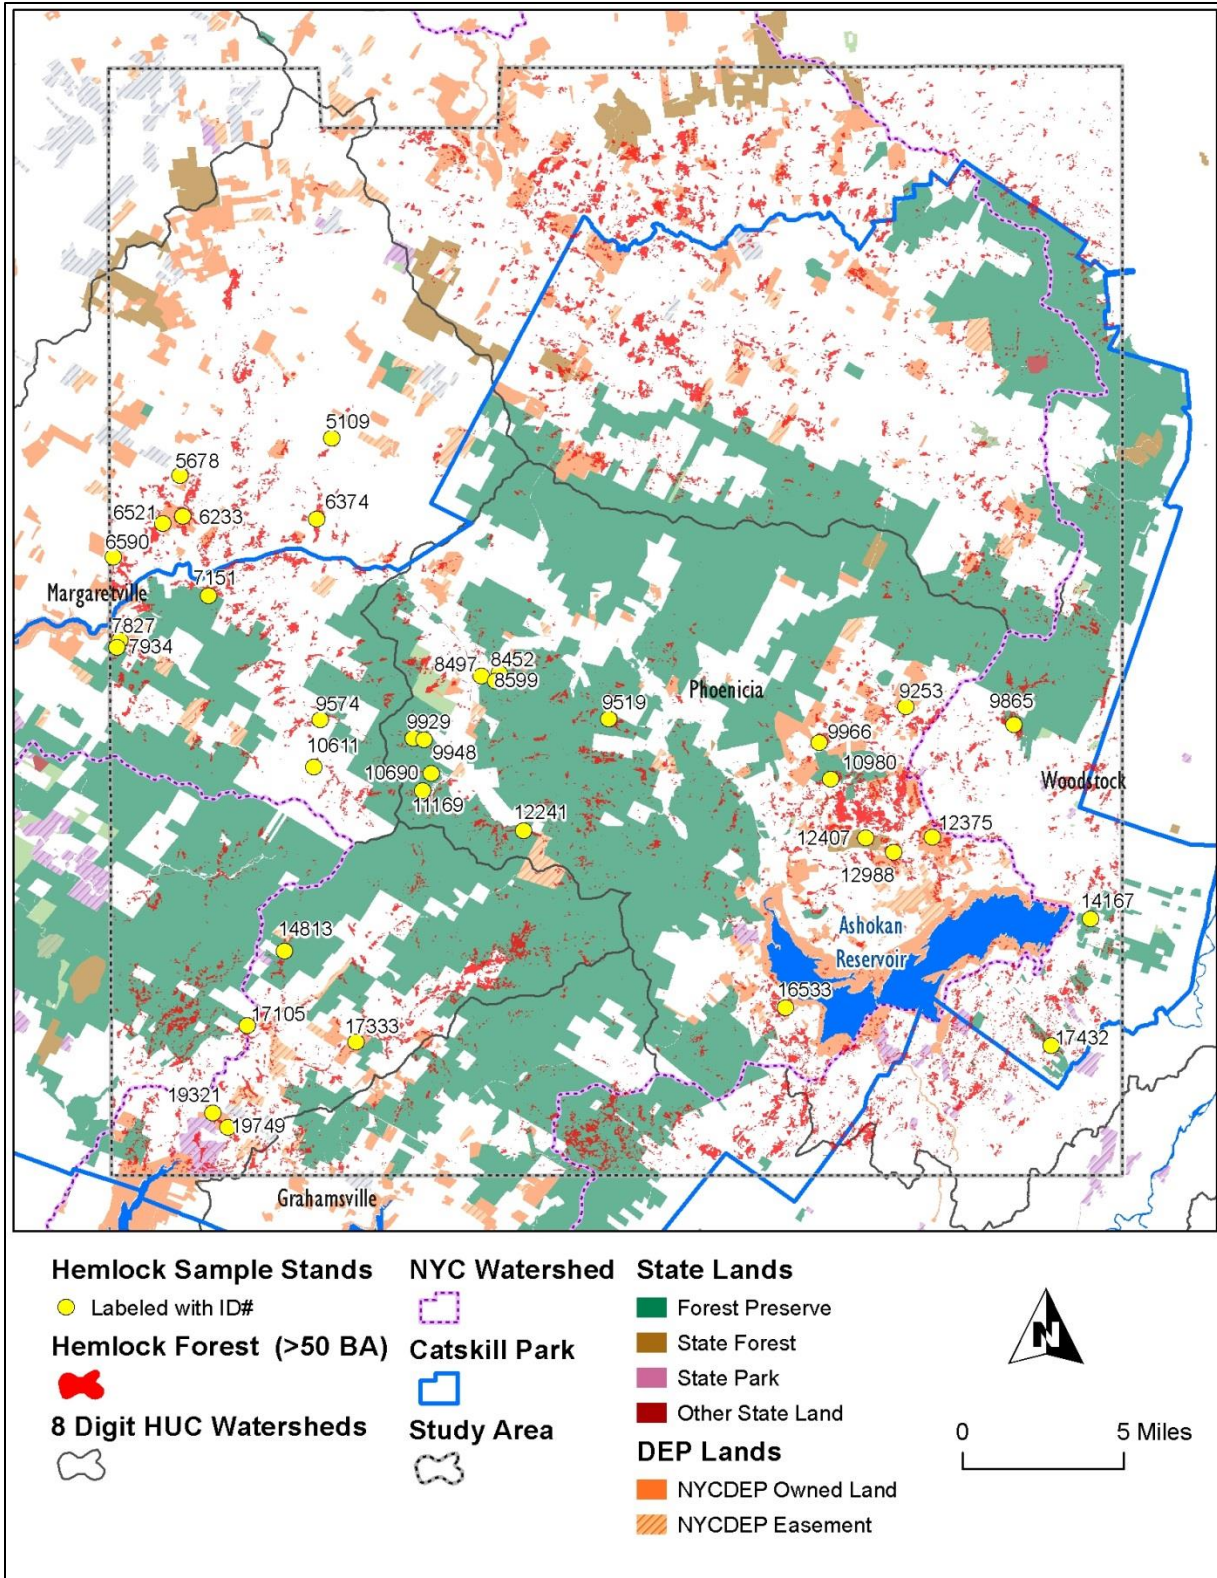 5109
5678
6521
6233
6374
6590
7151
Margaretville
7827
7934
8497
8452
8599
Phoenicia
9574
9519
9253
9865
9929
9948
9966
10611
10690
10980
Woodstock
11169
12241
12407
12375
12988
14167
Ashokan
Reservoir
14813
16533
17105
17333
17432
19321
19749
Grahamsville
Hemlock Sample Stands
Labeled with ID#
Hemlock Forest (>50 BA)
8 Digit HUC Watersheds
NYC Watershed
Catskill Park
Study Area
State Lands
Forest Preserve
State Forest
State Park
Other State Land
DEP Lands
NYCDEP Owned Land
NYCDEP Easement
N
0 5 Miles